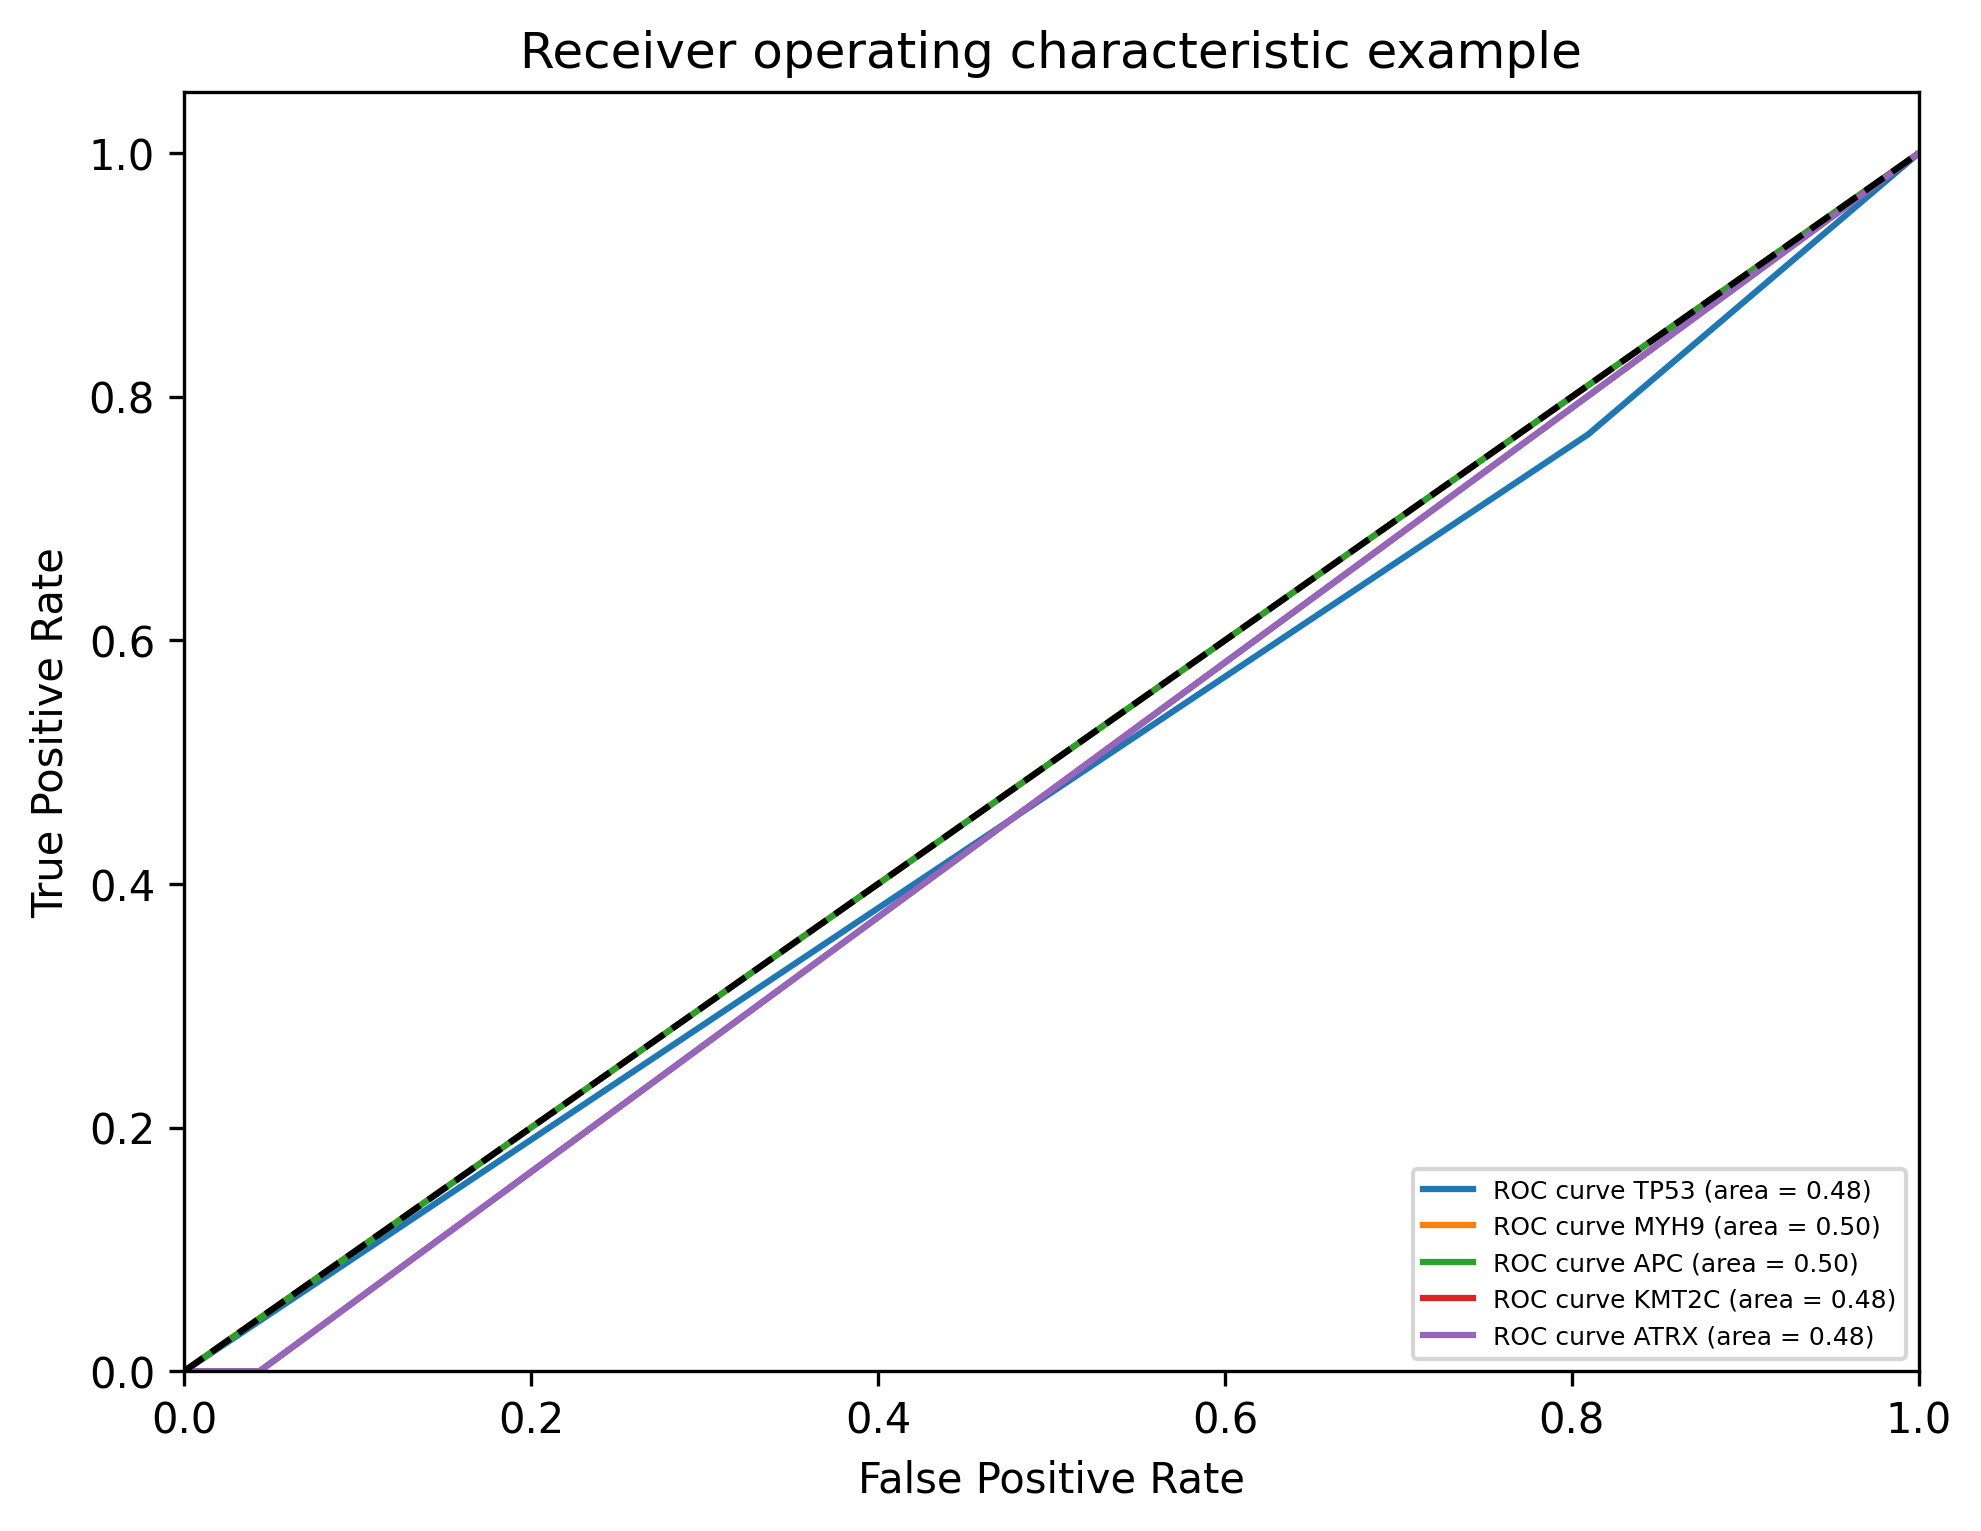 Receiver operating characteristic example
True Positive Rate
1.0
0.8
0.6
0.4
0.2
0.0
0.0 0.2 0.4 0.6 0.8 1.0
False Positive Rate
ROC curve TP53 (area = 0.48)
ROC curve MYH9 (area = 0.50)
ROC curve APC (area = 0.50)
ROC curve KMT2C (area = 0.48)
ROC curve ATRX (area = 0.48)